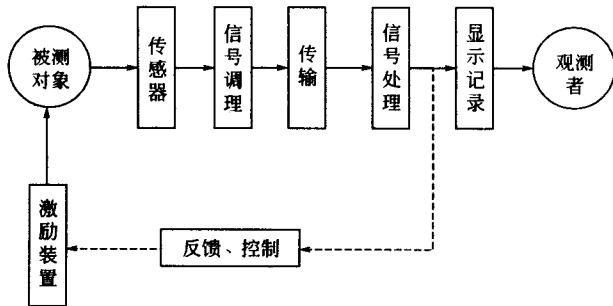 被测
对象
传感器
信号调理
传输
信号处理
显示记录
观测
者
激励装置
反馈、控制